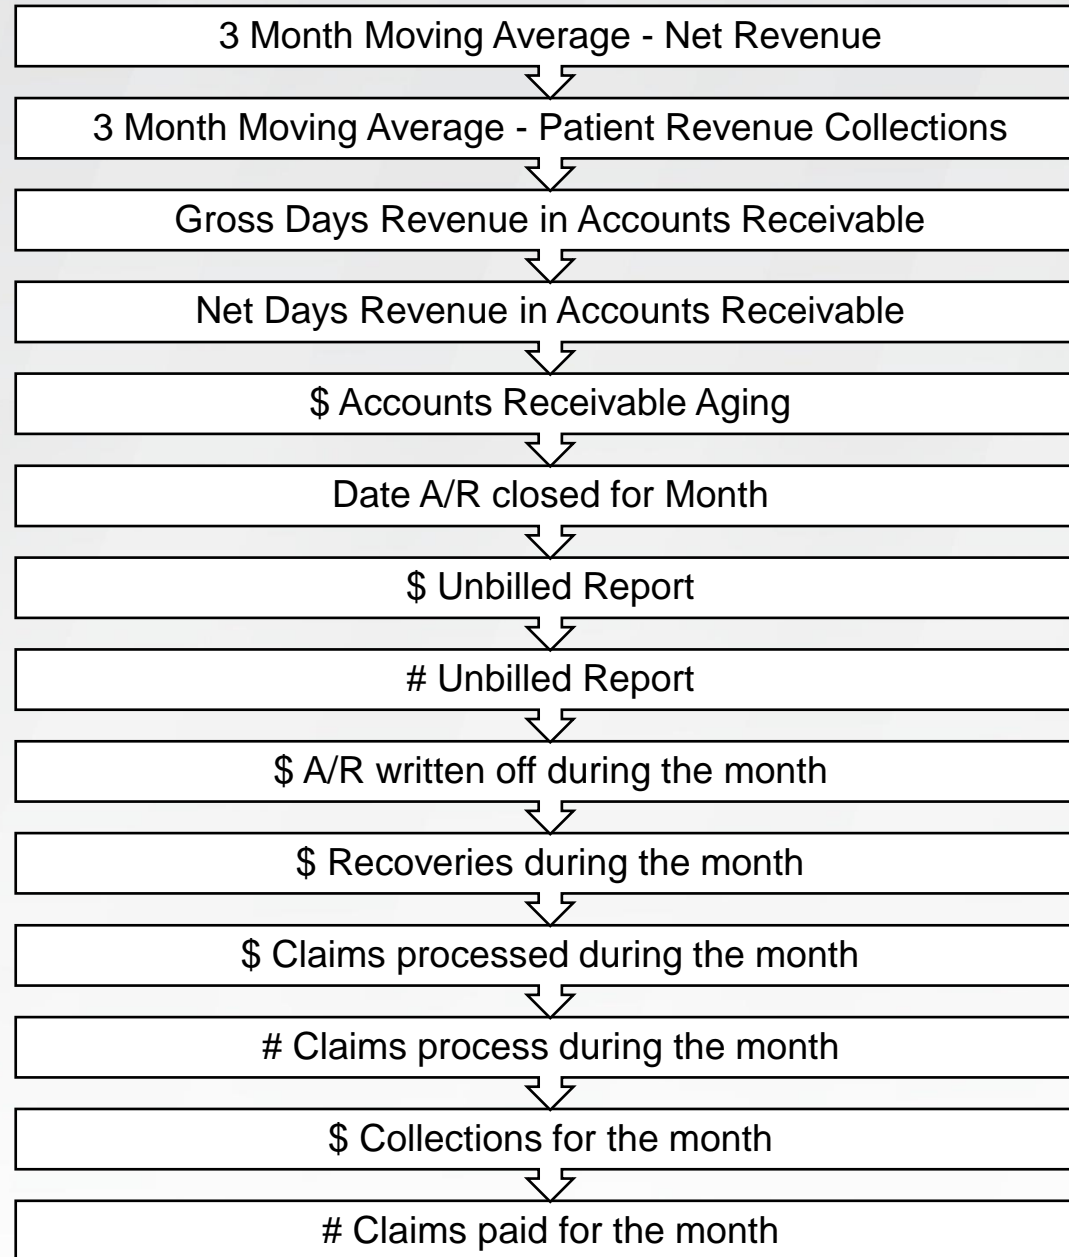 3 Month Moving Average - Net Revenue
3 Month Moving Average - Patient Revenue Collections
Gross Days Revenue in Accounts Receivable
Net Days Revenue in Accounts Receivable
$ Accounts Receivable Aging
Date A/R closed for Month
$ Unbilled Report
# Unbilled Report
$ A/R written off during the month
$ Recoveries during the month
$ Claims processed during the month
# Claims process during the month
$ Collections for the month
# Claims paid for the month